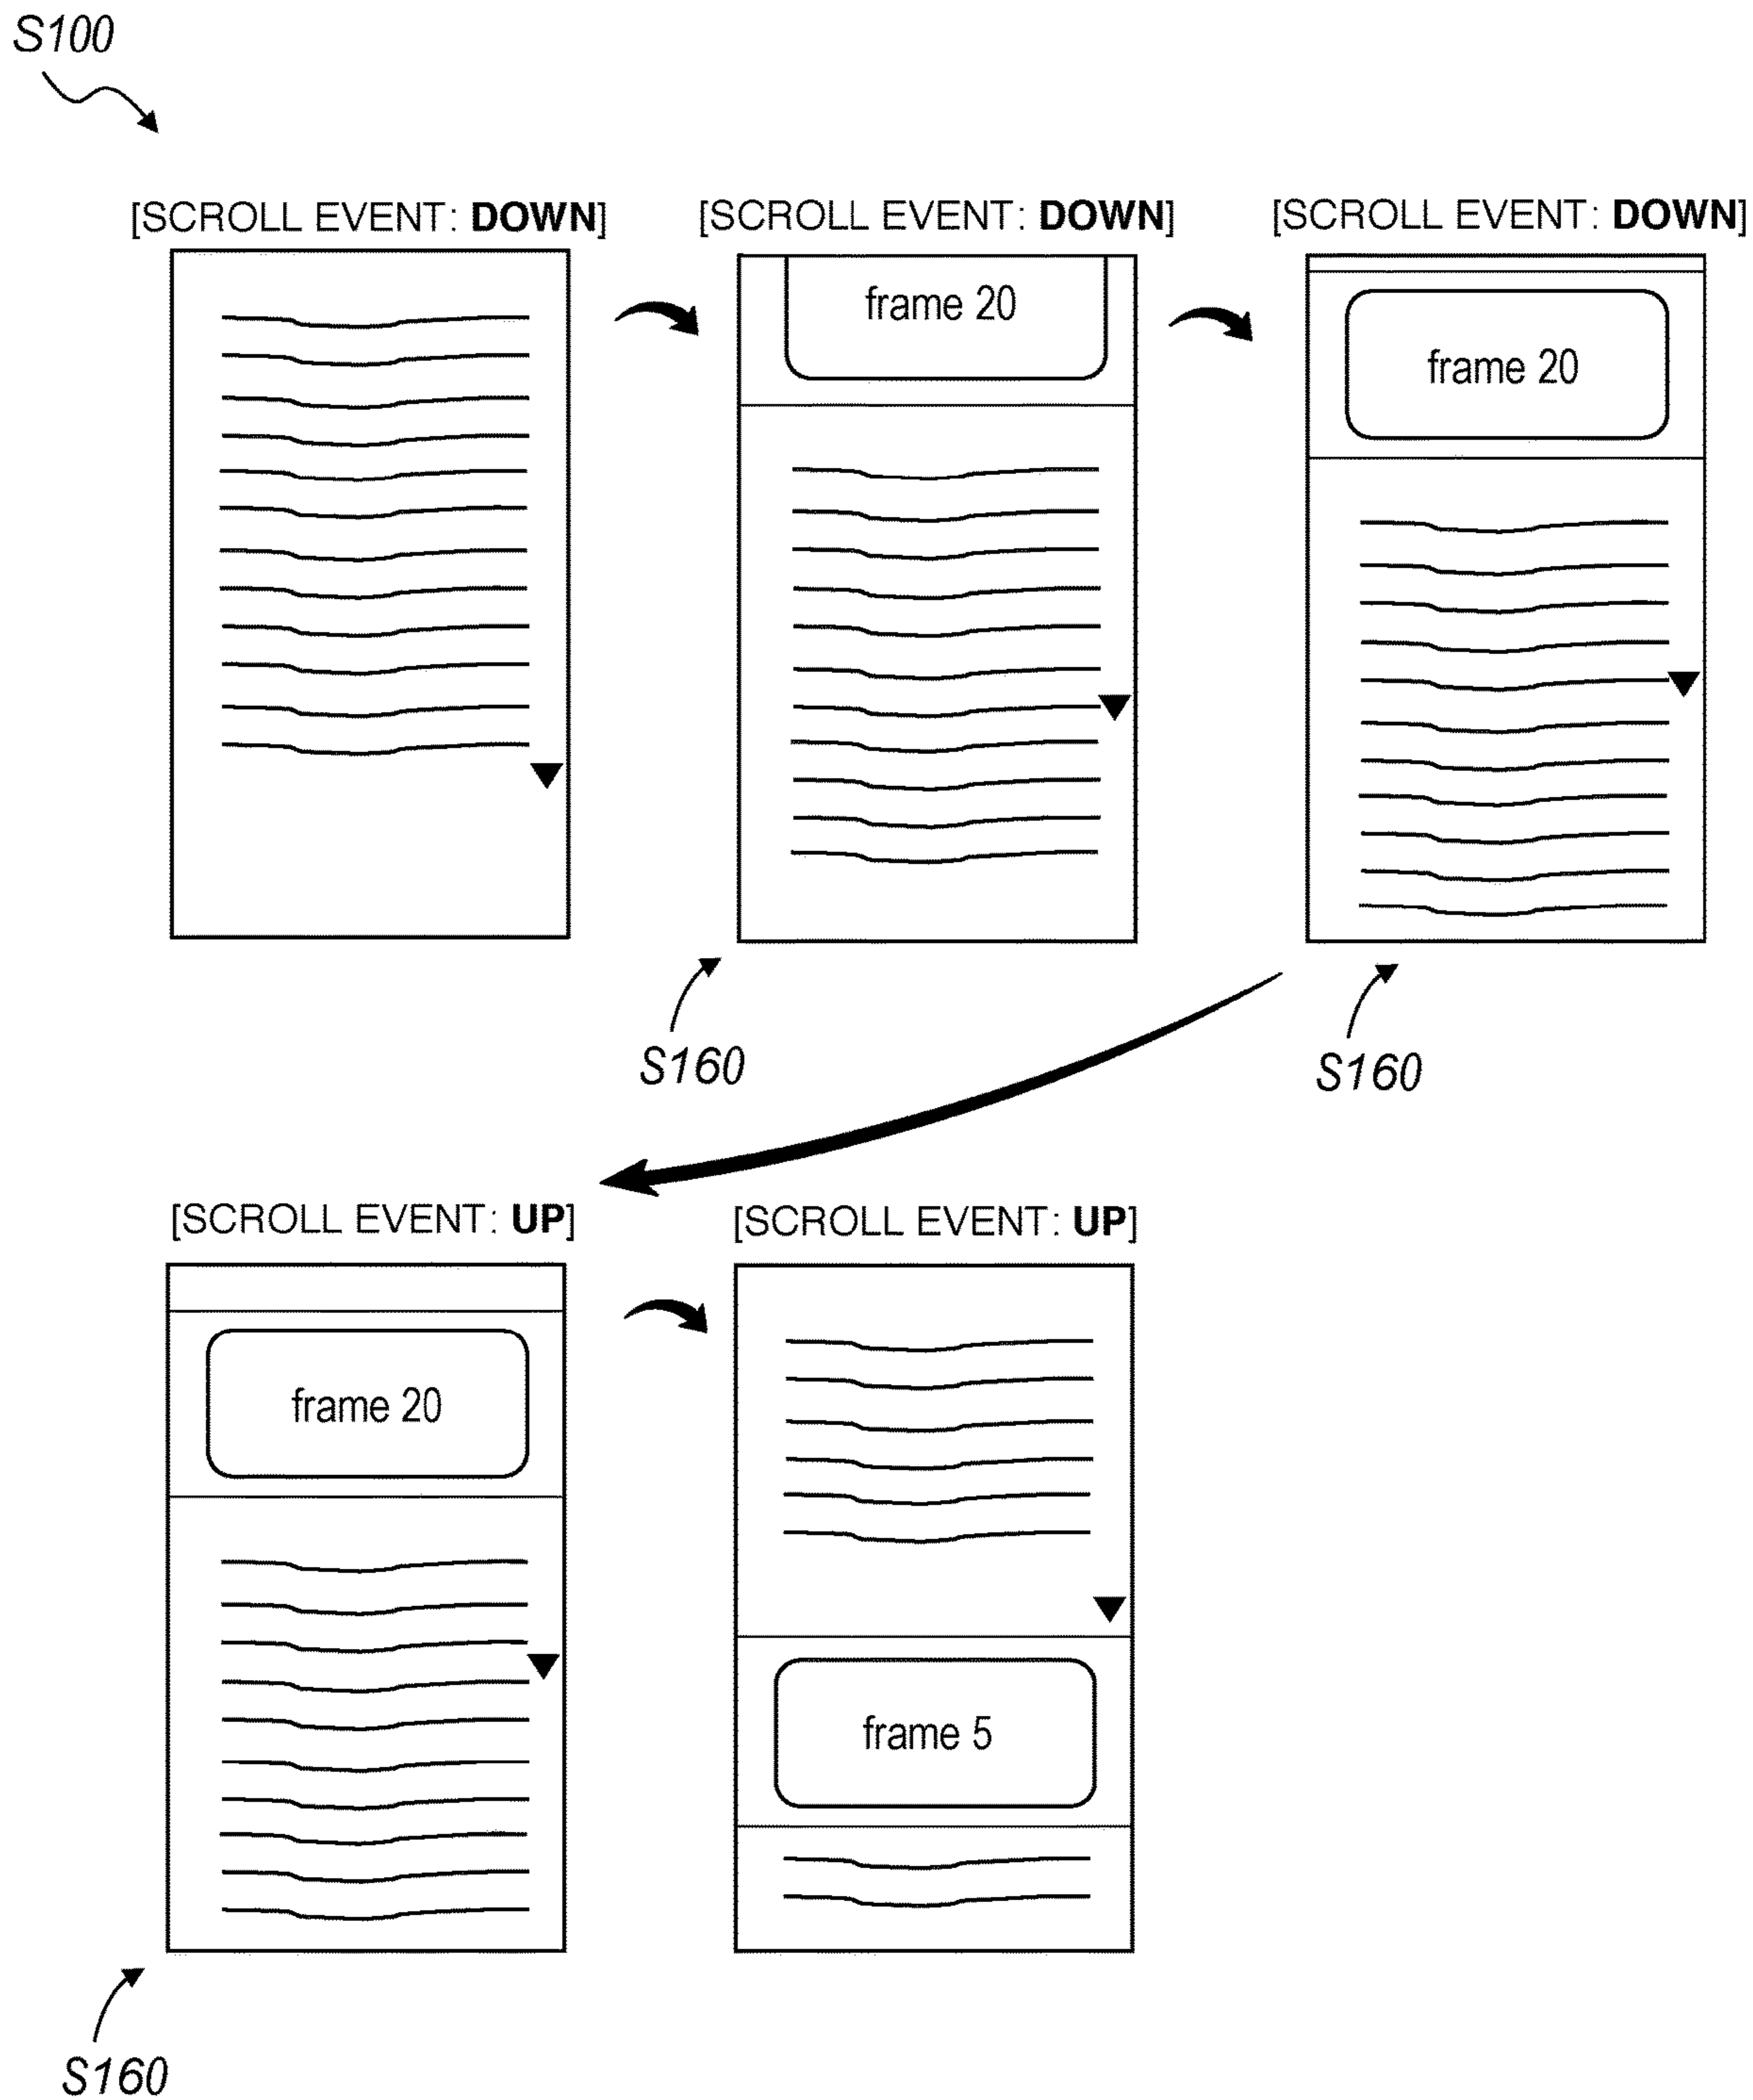 S100
[SCROLL EVENT: DOWN]
[SCROLL EVENT: DOWN]
[SCROLL EVENT: DOWN]
frame 20
frame 20
S160
S160
[SCROLL EVENT: UP]
[SCROLL EVENT: UP]
frame 20
frame 5
S160